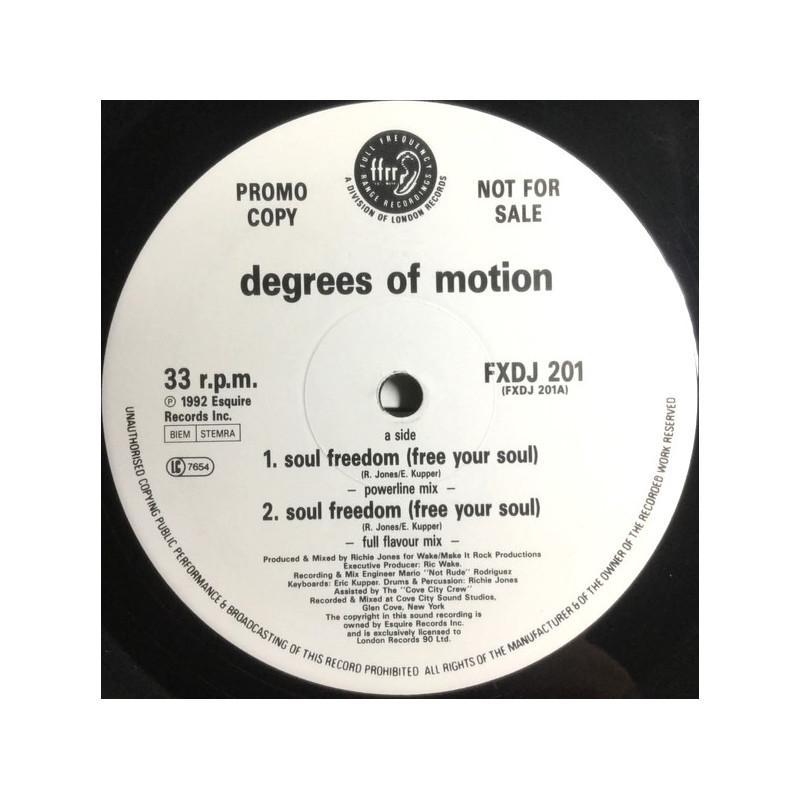 FULL FREQUENCY
ffrr
RANGE RECORDINGS
A DIVISION OF LONDON RECORDS
PROMO
COPY
NOT FOR
SALE
degrees of motion
33 r.p.m.
℗ 1992 Esquire
Records Inc.
BIEM STEMRA
LC 7654
FXDJ 201
(FXDJ 201A)
a side
1. soul freedom (free your soul)
(R. Jones/E. Kupper)
– powerline mix –
2. soul freedom (free your soul)
(R. Jones/E. Kupper)
– full flavour mix –
Produced & Mixed by Richie Jones for Wake/Make It Rock Productions
Executive Producer: Ric Wake.
Recording & Mix Engineer Mario "Not Rude" Rodriguez
Keyboards: Eric Kupper. Drums & Percussion: Richie Jones
Assisted by The "Cove City Crew"
Recorded & Mixed at Cove City Sound Studios,
Glen Cove, New York
The copyright in this sound recording is
owned by Esquire Records Inc.
and is exclusively licensed to
London Records 90 Ltd.
UNAUTHORISED COPYING PUBLIC PERFORMANCE & BROADCASTING OF THIS RECORD PROHIBITED ALL RIGHTS OF THE MANUFACTURER & OF THE OWNER OF THE RECORDED WORK RESERVED